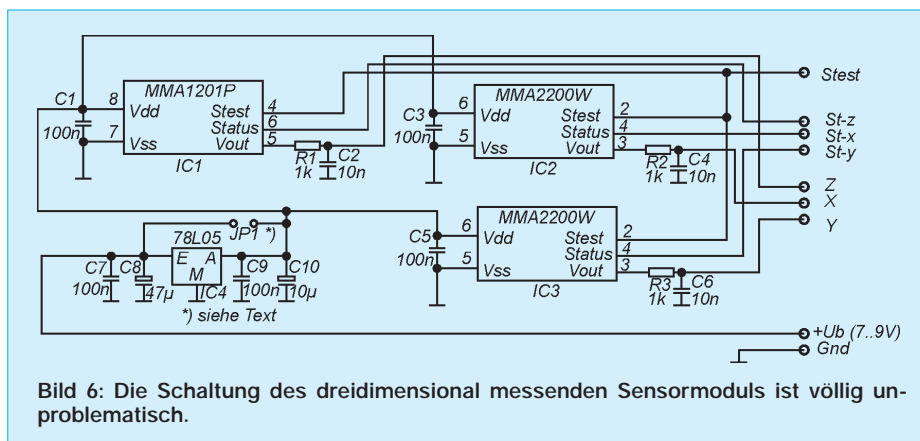 C1
100n
8
Vdd
7
Vss
MMA1201P
Stest
Status
Vout
4
6
5
IC1
R1
1k
C2
10n
C3
100n
6
Vdd
5
Vss
MMA2200W
Stest
Status
Vout
2
4
3
IC2
R2
1k
C4
10n
Stest
St-z
St-x
St-y
Z
X
Y
JP1 *)
78L05
E A
M
IC4
C7
100n
C8
47µ
C9
100n
C10
10µ
*) siehe Text
C5
100n
6
Vdd
5
Vss
MMA2200W
Stest
Status
Vout
2
4
3
IC3
R3
1k
C6
10n
+Ub (7..9V)
Gnd
Bild 6: Die Schaltung des dreidimensional messenden Sensormoduls ist völlig un-
problematisch.